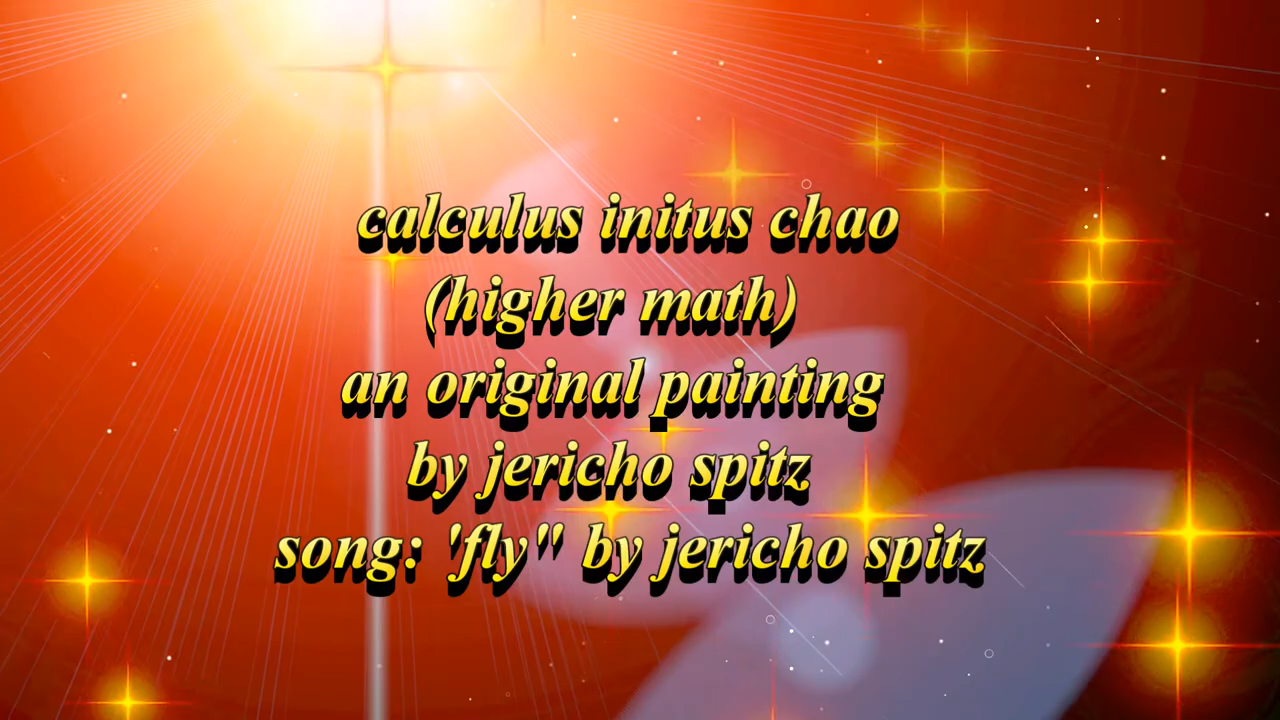 calculus initus chao
(higher math)
an original painting
by jericho spitz
song: 'fly" by jericho spitz